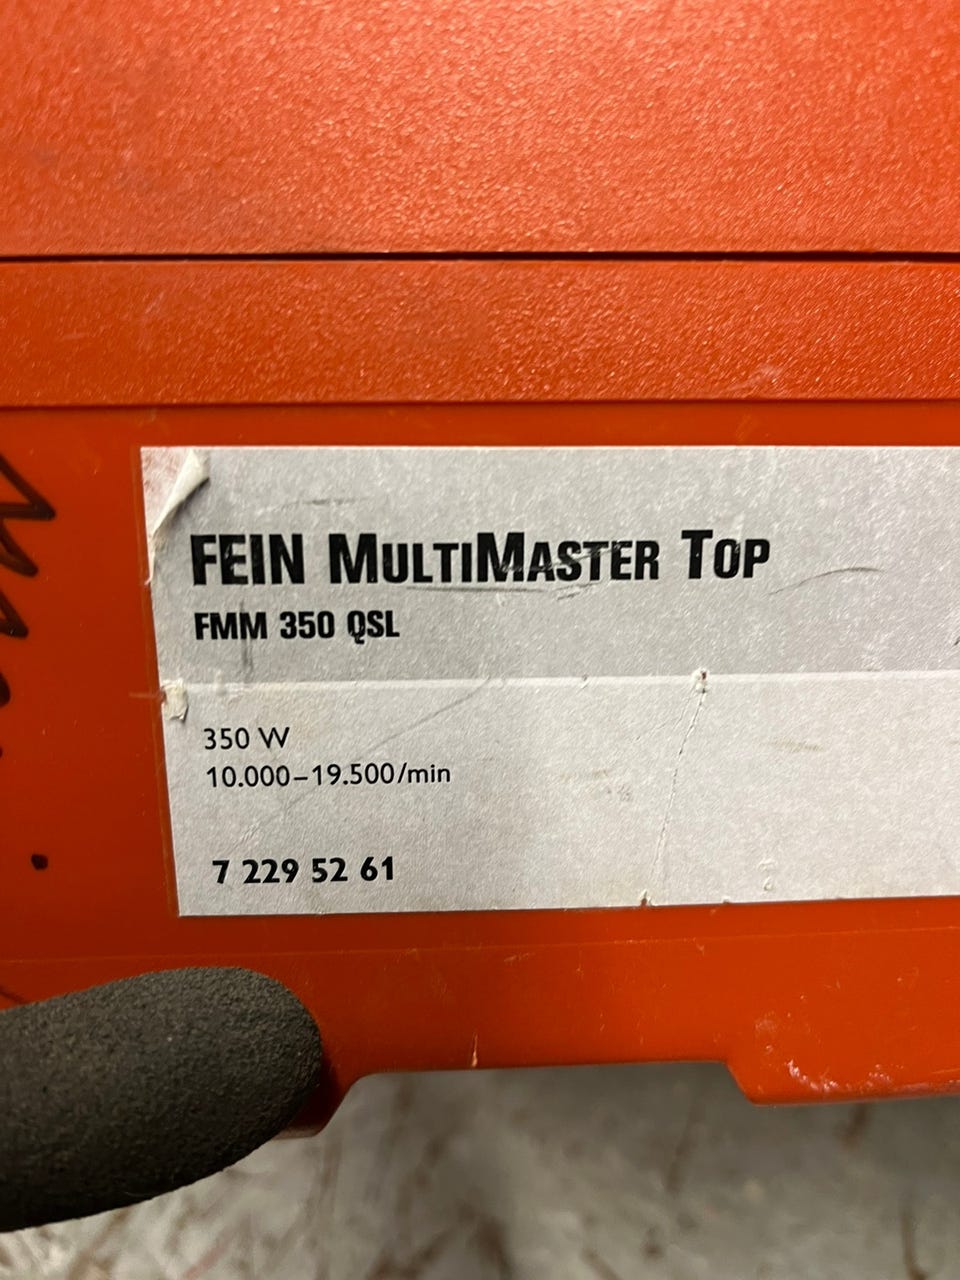 FEIN MULTIMASTER TOP
FMM 350 QSL
350 W
10.000–19.500/min
7 229 52 61